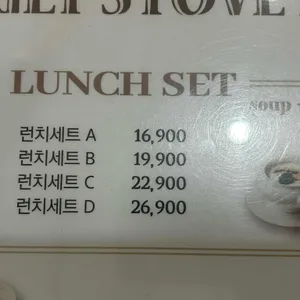 STOVE
LUNCH SET
soup
런치세트 A 16,900
런치세트 B 19,900
런치세트 C 22,900
런치세트 D 26,900